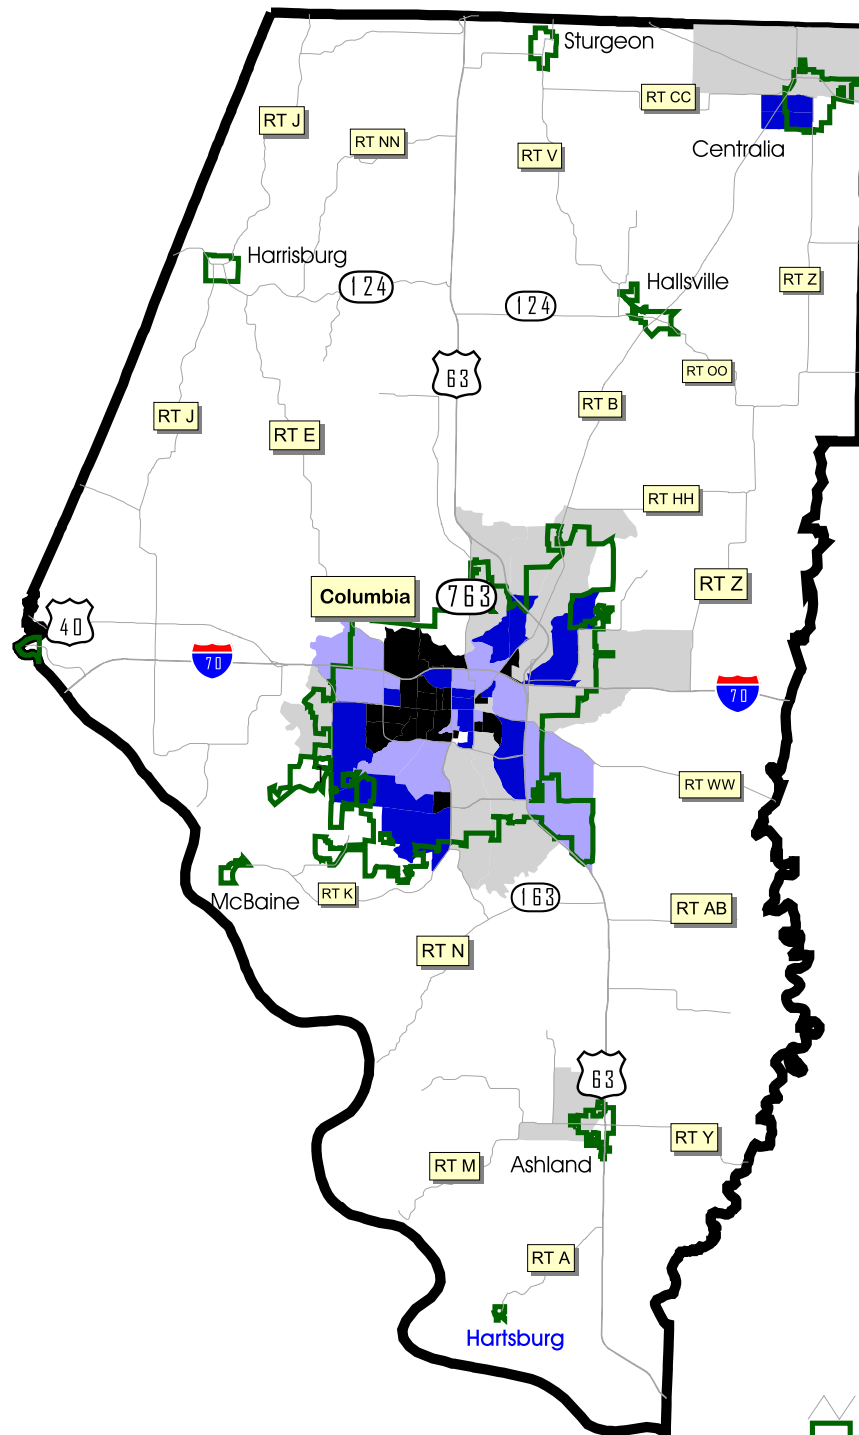 Sturgeon
RT CC
RT J
RT NN
RT V
Centralia
Harrisburg
124
124
Hallsville
RT Z
63
RT OO
RT J
RT E
RT B
RT HH
RT Z
Columbia
763
40
70
70
RT WW
McBaine
RT K
163
RT AB
RT N
63
RT Y
Ashland
RT M
RT A
Hartsburg